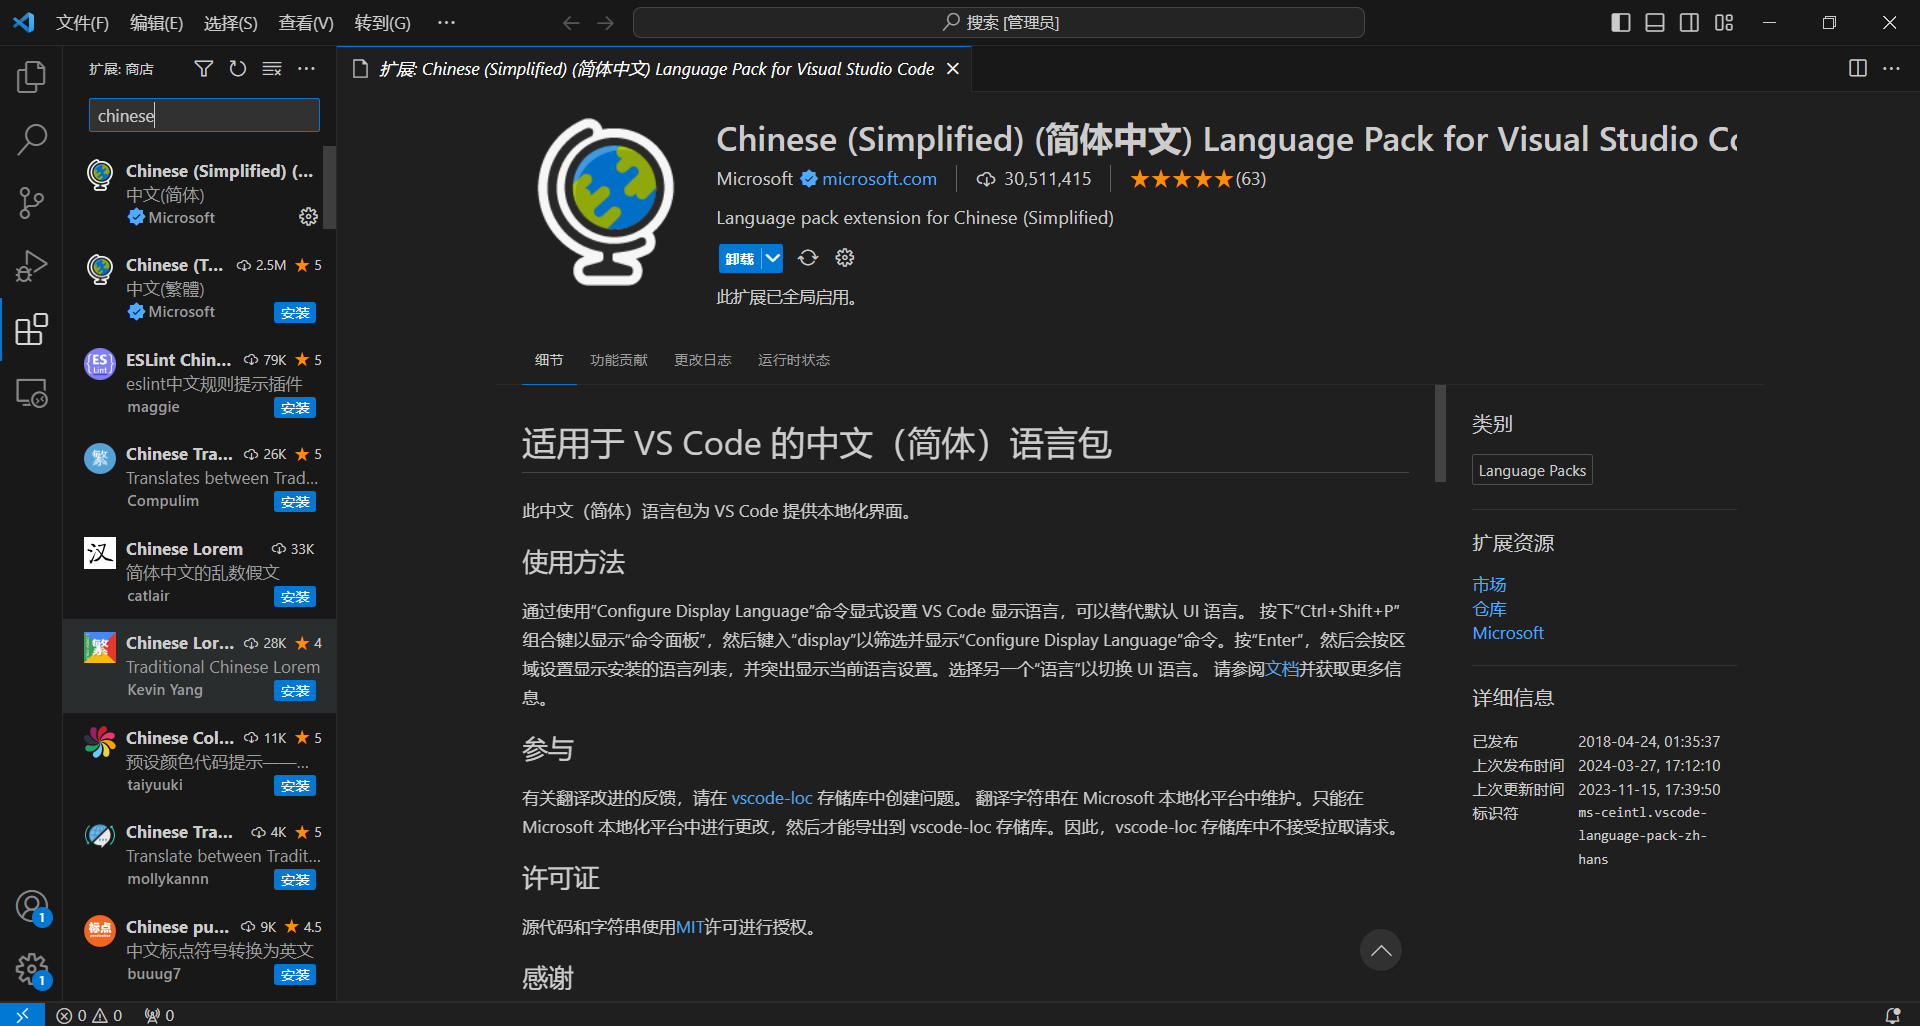 文件(F) 编辑(E) 选择(S) 查看(V) 转到(G) ··· 搜索 [管理员]
扩展: 商店
chinese
Chinese (Simplified) (...
中文(简体)
Microsoft
Chinese (T... 2.5M 5
中文(繁體)
Microsoft 安装
ESLint Chin... 79K 5
eslint中文规则提示插件
maggie 安装
Chinese Tra... 26K 5
Translates between Trad...
Compulim 安装
Chinese Lorem 33K
简体中文的乱数假文
catlair 安装
Chinese Lor... 28K 4
Traditional Chinese Lorem
Kevin Yang 安装
Chinese Col... 11K 5
预设颜色代码提示——...
taiyuuki 安装
Chinese Tra... 4K 5
Translate between Tradit...
mollykannn 安装
Chinese pu... 9K 4.5
中文标点符号转换为英文
buuug7 安装
扩展: Chinese (Simplified) (简体中文) Language Pack for Visual Studio Code
Chinese (Simplified) (简体中文) Language Pack for Visual Studio Co
Microsoft microsoft.com 30,511,415 (63)
Language pack extension for Chinese (Simplified)
卸载
此扩展已全局启用。
细节 功能贡献 更改日志 运行时状态
适用于 VS Code 的中文（简体）语言包
此中文（简体）语言包为 VS Code 提供本地化界面。
使用方法
通过使用“Configure Display Language”命令显式设置 VS Code 显示语言，可以替代默认 UI 语言。 按下“Ctrl+Shift+P”
组合键以显示“命令面板”，然后键入“display”以筛选并显示“Configure Display Language”命令。按“Enter”，然后会按区
域设置显示安装的语言列表，并突出显示当前语言设置。选择另一个“语言”以切换 UI 语言。 请参阅文档并获取更多信
息。
参与
有关翻译改进的反馈，请在 vscode-loc 存储库中创建问题。 翻译字符串在 Microsoft 本地化平台中维护。只能在
Microsoft 本地化平台中进行更改，然后才能导出到 vscode-loc 存储库。因此，vscode-loc 存储库中不接受拉取请求。
许可证
源代码和字符串使用MIT许可进行授权。
感谢
类别
Language Packs
扩展资源
市场
仓库
Microsoft
详细信息
已发布 2018-04-24, 01:35:37
上次发布时间 2024-03-27, 17:12:10
上次更新时间 2023-11-15, 17:39:50
标识符 ms-ceintl.vscode-
language-pack-zh-
hans
ES
Lint
繁
汉
繁
标点
1
1
0 0 0